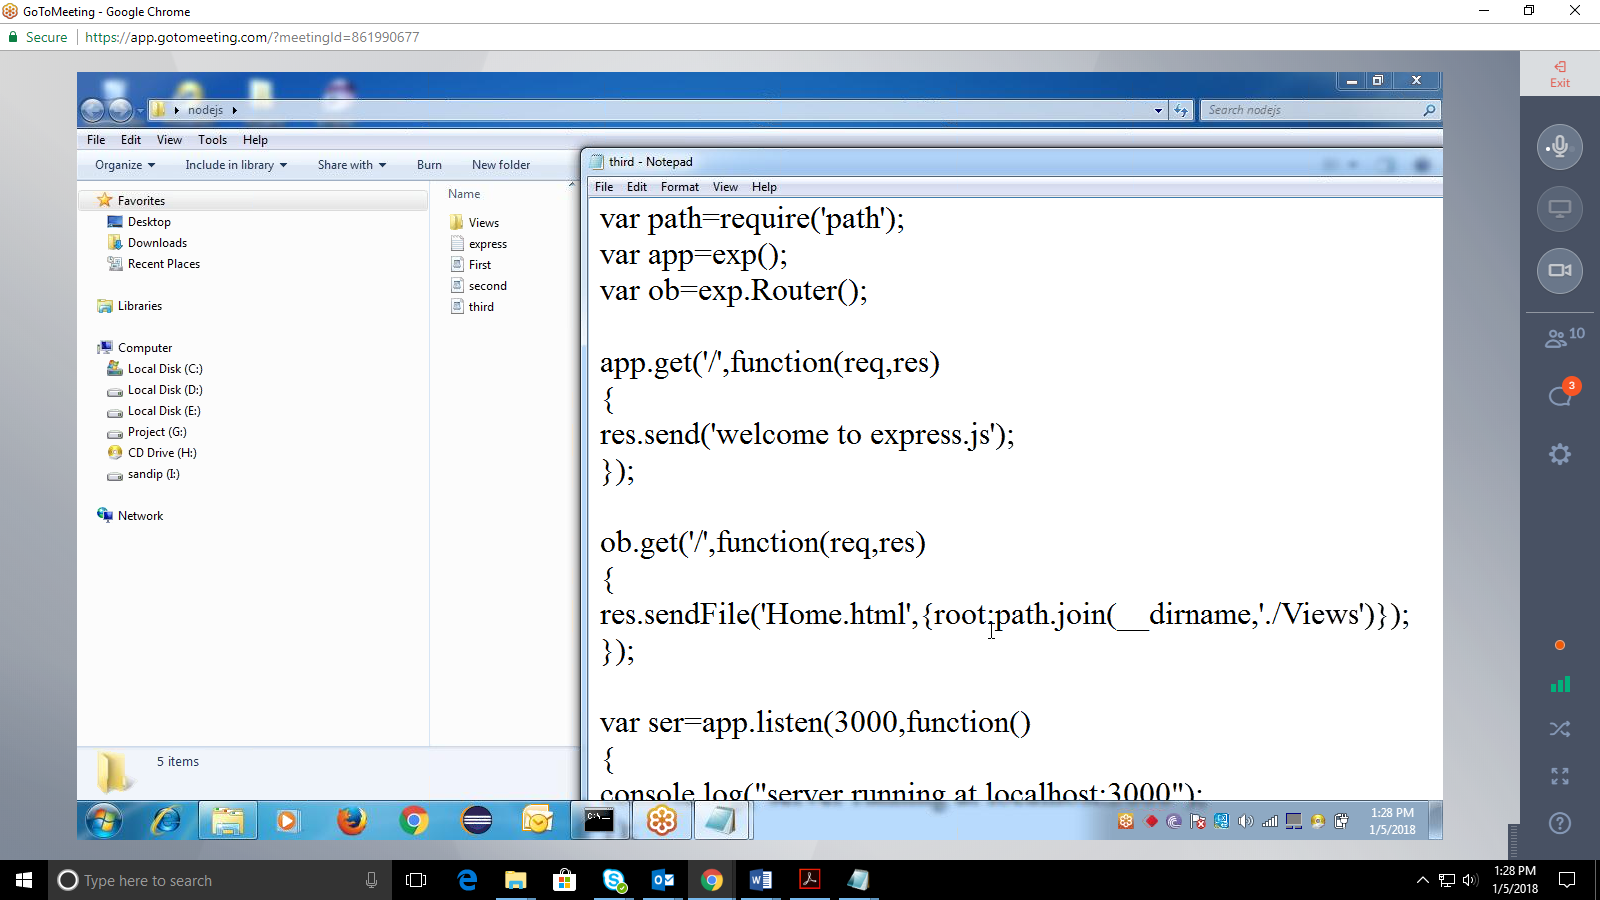 GoToMeeting - Google Chrome
Secure https://app.gotomeeting.com/?meetingId=861990677
Exit
nodejs
Search nodejs
File Edit View Tools Help
Organize Include in library Share with Burn New folder
Favorites
Desktop
Downloads
Recent Places
Libraries
Computer
Local Disk (C:)
Local Disk (D:)
Local Disk (E:)
Project (G:)
CD Drive (H:)
sandip (I:)
Network
Name
Views
express
First
second
third
5 items
third - Notepad
File Edit Format View Help
var path=require('path');
var app=exp();
var ob=exp.Router();
app.get('/',function(req,res)
{
res.send('welcome to express.js');
});
ob.get('/',function(req,res)
{
res.sendFile('Home.html',{root:path.join(__dirname,'./Views')});
});
var ser=app.listen(3000,function()
{
console.log("server running at localhost:3000");
10
3
1:28 PM
1/5/2018
Type here to search
1:28 PM
1/5/2018